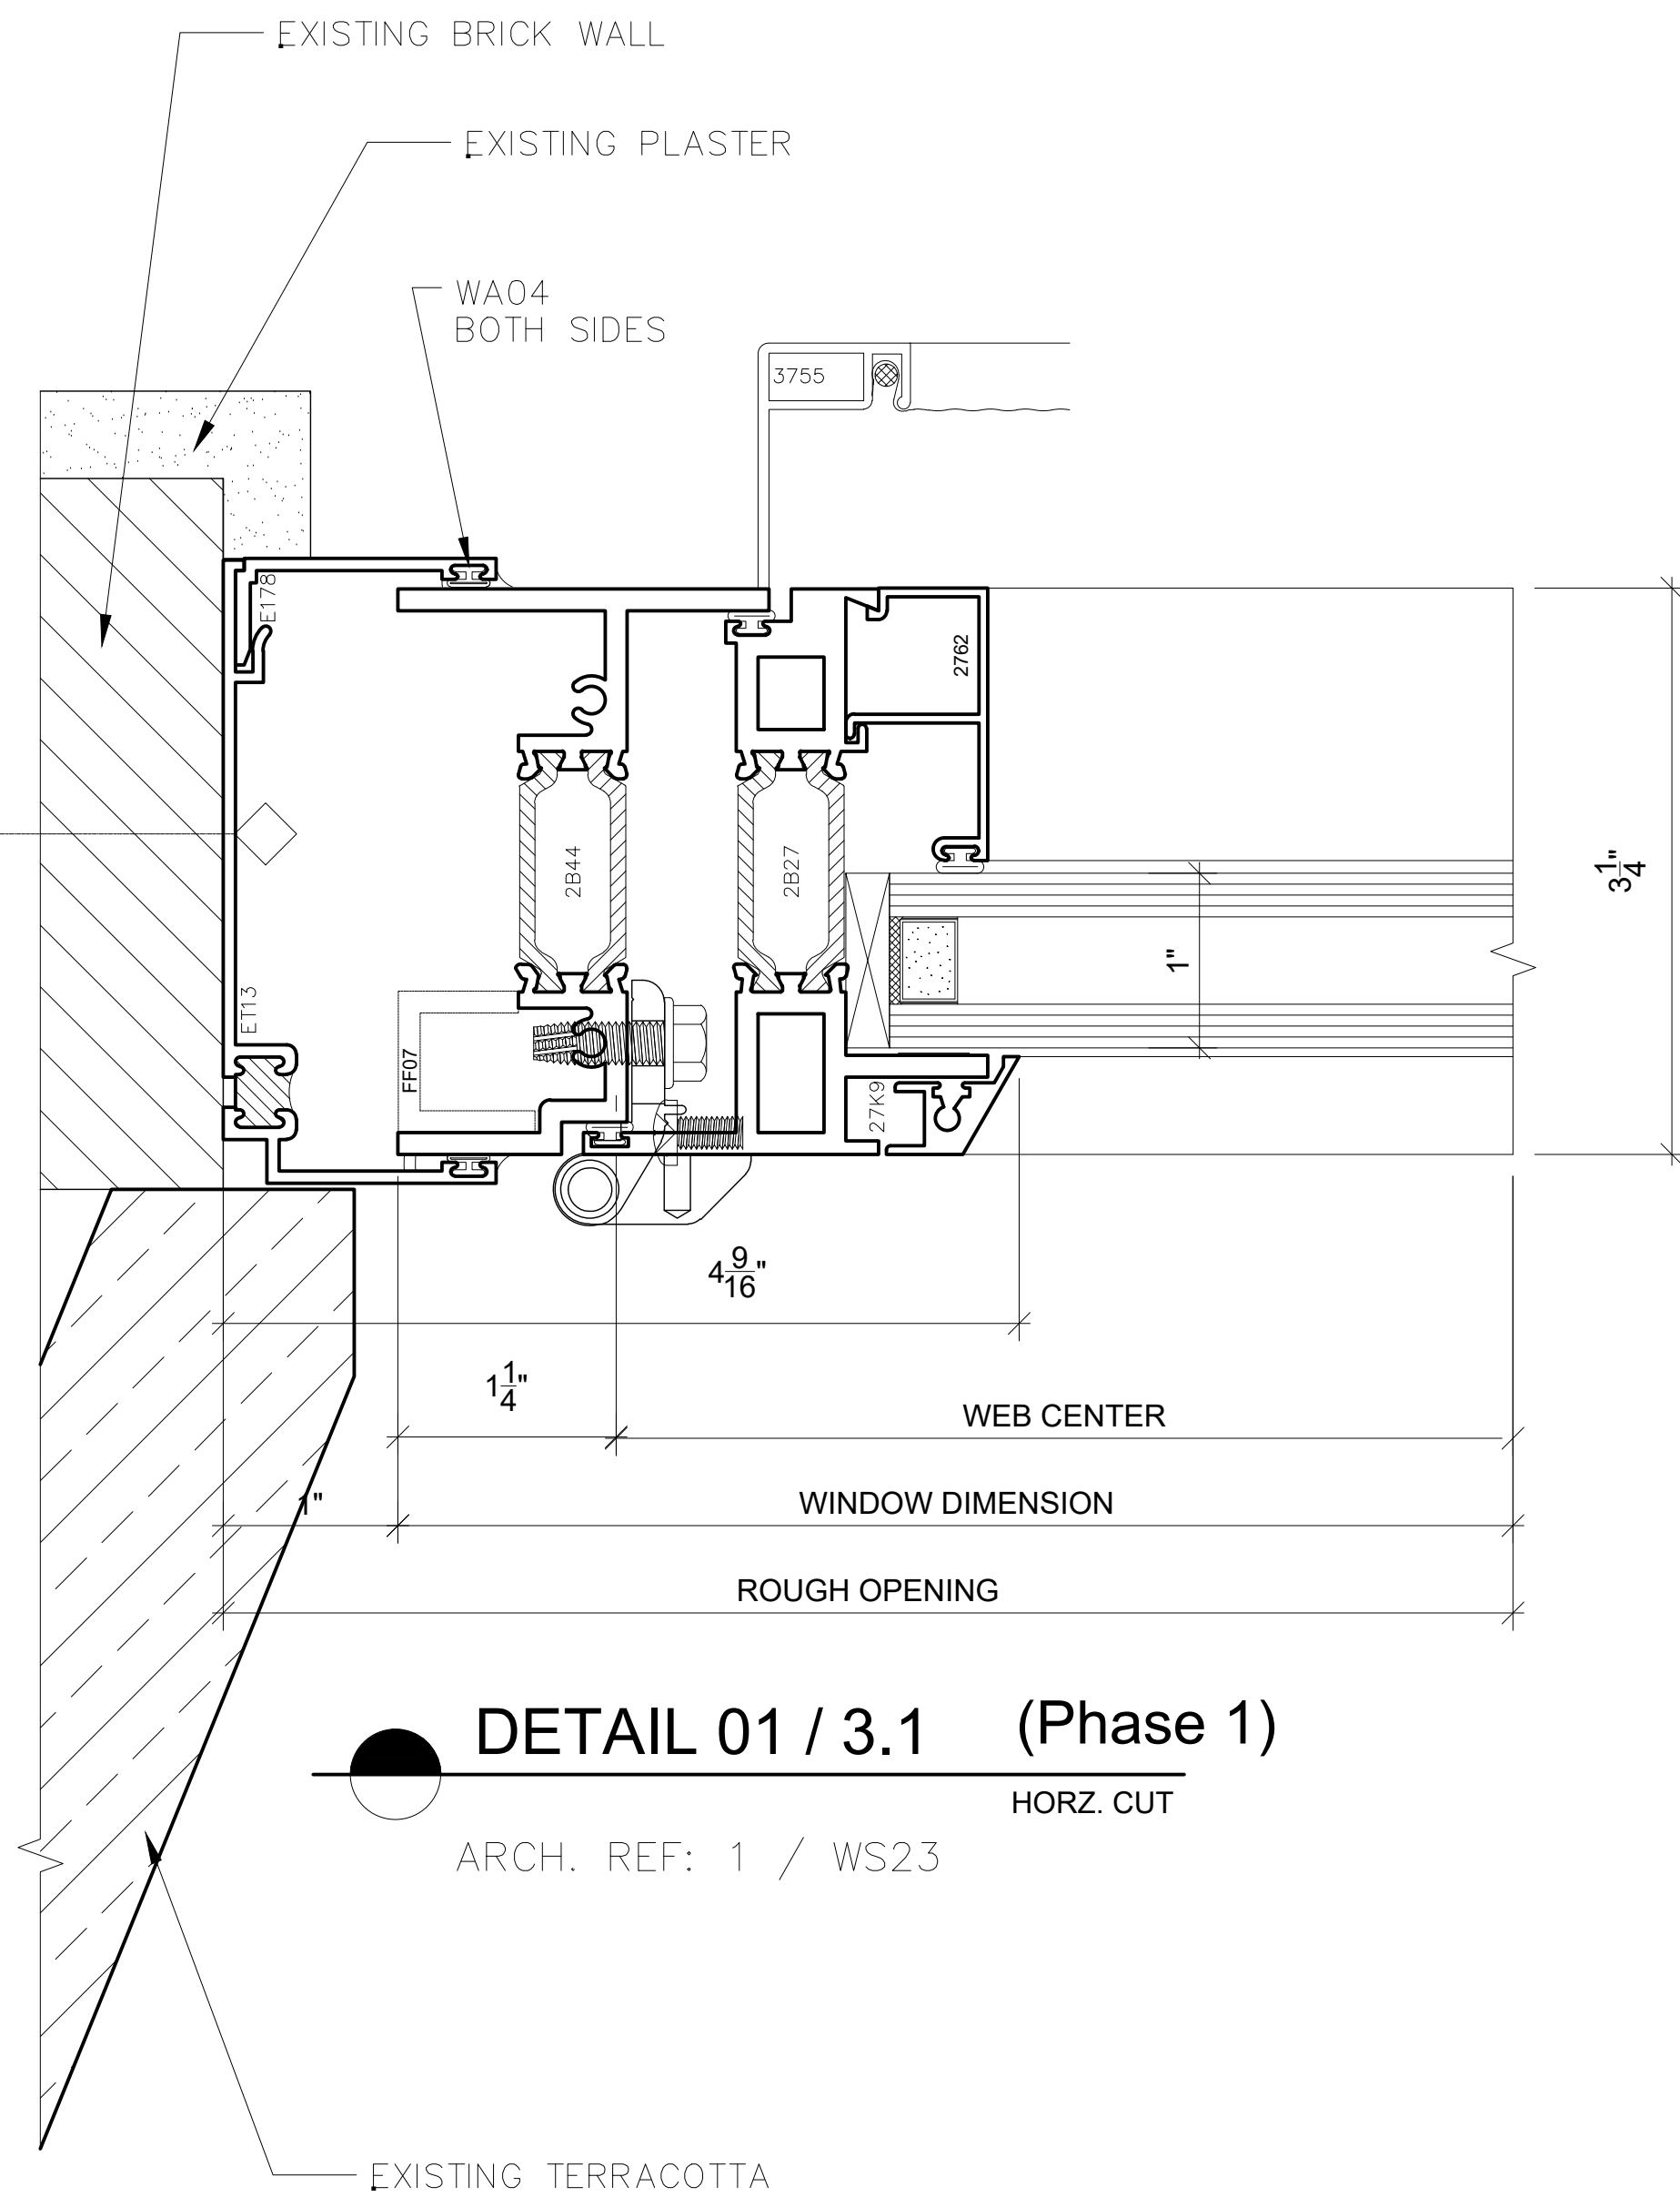 EXISTING BRICK WALL
EXISTING PLASTER
WA04
BOTH SIDES
3755
E178
2762
2B44
2B27
3 1/4"
1"
ET13
FF07
27K9
4 9/16"
1 1/4"
WEB CENTER
1"
WINDOW DIMENSION
ROUGH OPENING
DETAIL 01 / 3.1 (Phase 1)
HORZ. CUT
ARCH. REF: 1 / WS23
EXISTING TERRACOTTA